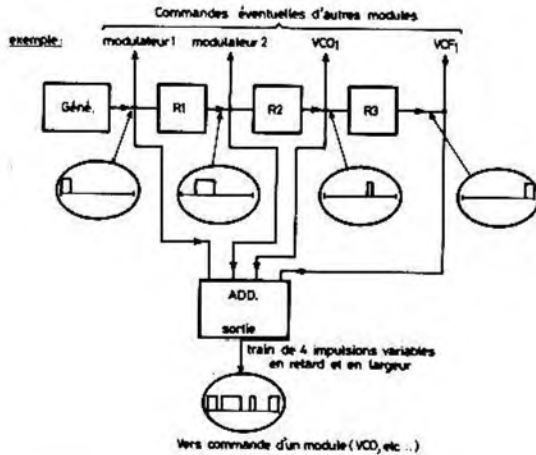 Commandes éventuelles d'autres modules
exemple:
modulateur 1
modulateur 2
VCO1
VCF1
Géné.
R1
R2
R3
ADD.
sortie
train de 4 impulsions variables
en retard et en largeur
Vers commande d'un module (VCO, etc ..)